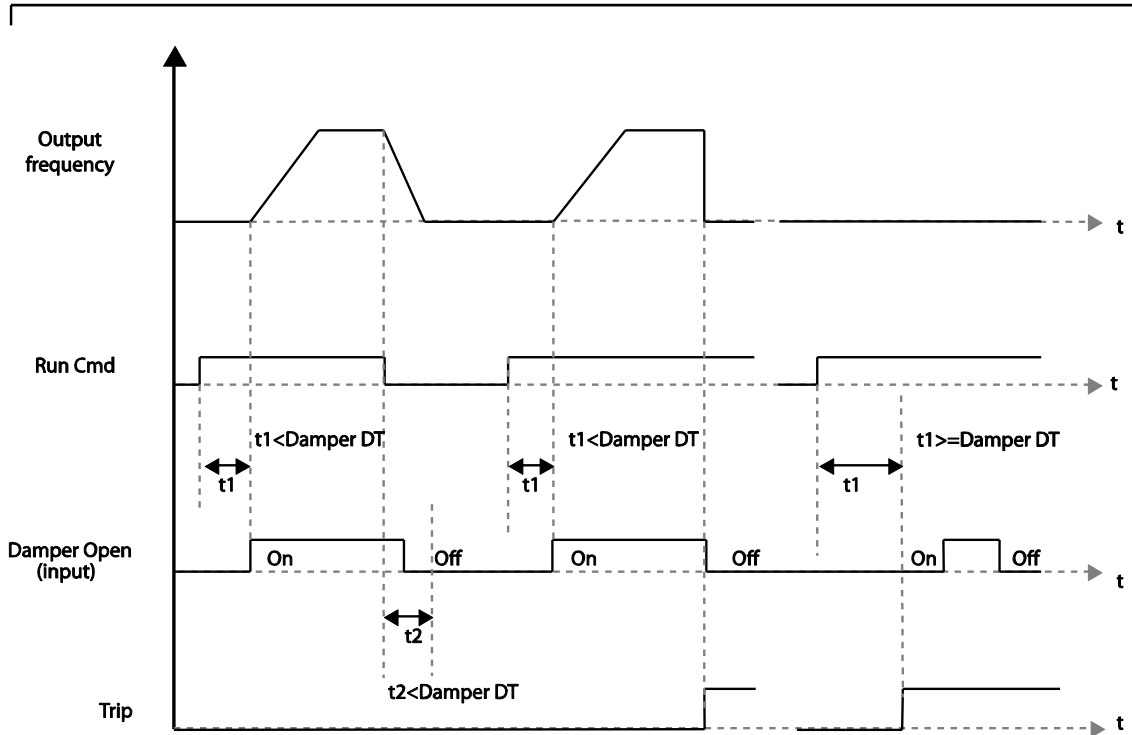 Output
frequency
t
Run Cmd
t
t1<Damper DT
t1<Damper DT
t1>=Damper DT
t1
t1
t1
Damper Open
(input)
On
Off
On
Off
On
Off
t
t2
t2<Damper DT
Trip
t